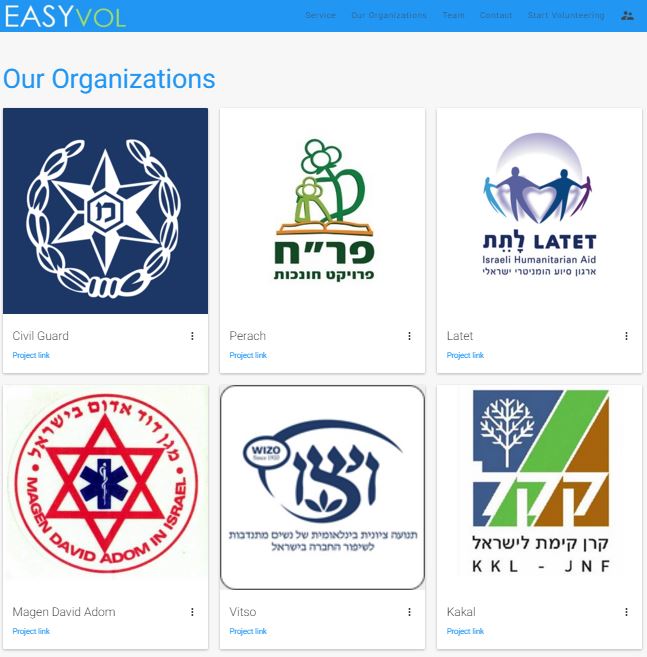 EASYVOL
Service Our Organizations Team Contact Start Volunteering
Our Organizations
פר״ח
פרויקט חונכות
לָתֵת LATET
Israeli Humanitarian Aid
ארגון סיוע הומניטרי ישראלי
Civil Guard
Project link
Perach
Project link
Latet
Project link
מגן דוד אדום בישראל
MAGEN DAVID ADOM IN ISRAEL
WIZO
Since 1920
ויצו
תנועה ציונית בינלאומית של נשים מתנדבות
לשיפור החברה בישראל
קקל
קרן קימת לישראל
KKL - JNF
Magen David Adom
Project link
Vitso
Project link
Kakal
Project link